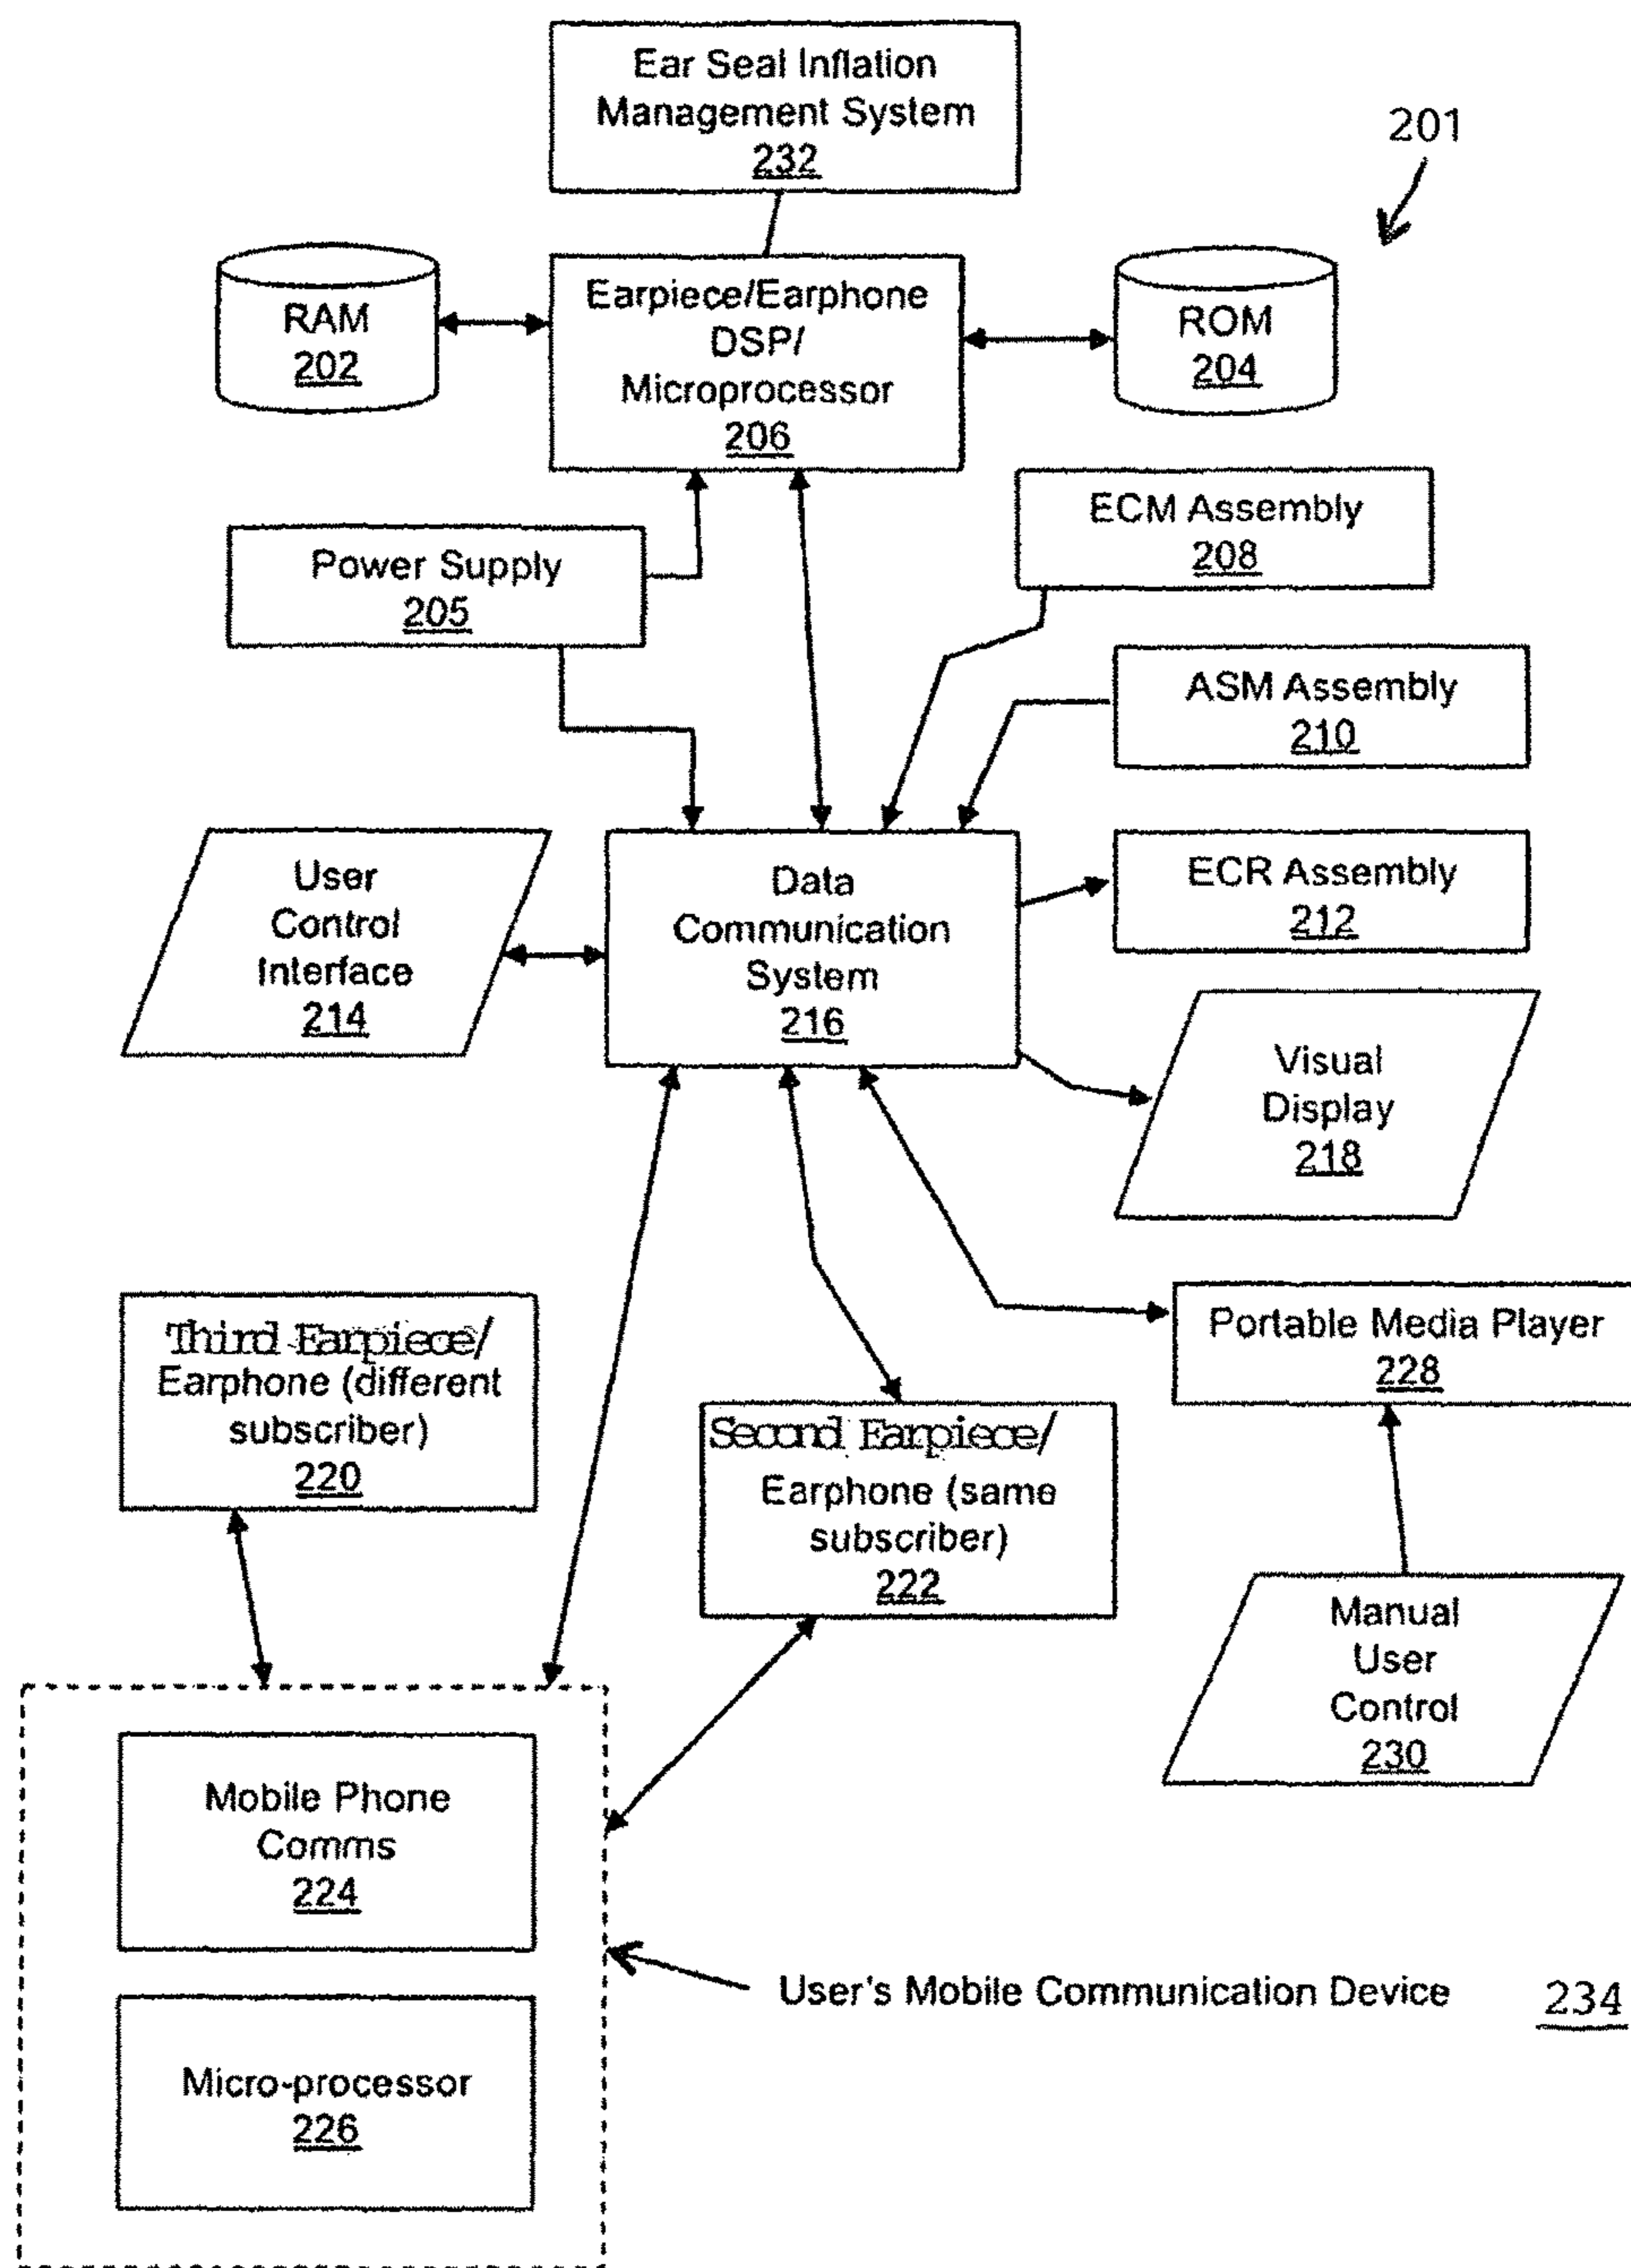 Ear Seal Inflation
Management System
232
201
RAM
202
Earpiece/Earphone
DSP/
Microprocessor
206
ROM
204
ECM Assembly
208
Power Supply
205
ASM Assembly
210
User
Control
Interface
214
Data
Communication
System
216
ECR Assembly
212
Visual
Display
218
Third Earpiece/
Earphone (different
subscriber)
220
Second Earpiece/
Earphone (same
subscriber)
222
Portable Media Player
228
Manual
User
Control
230
Mobile Phone
Comms
224
User's Mobile Communication Device 234
Micro-processor
226